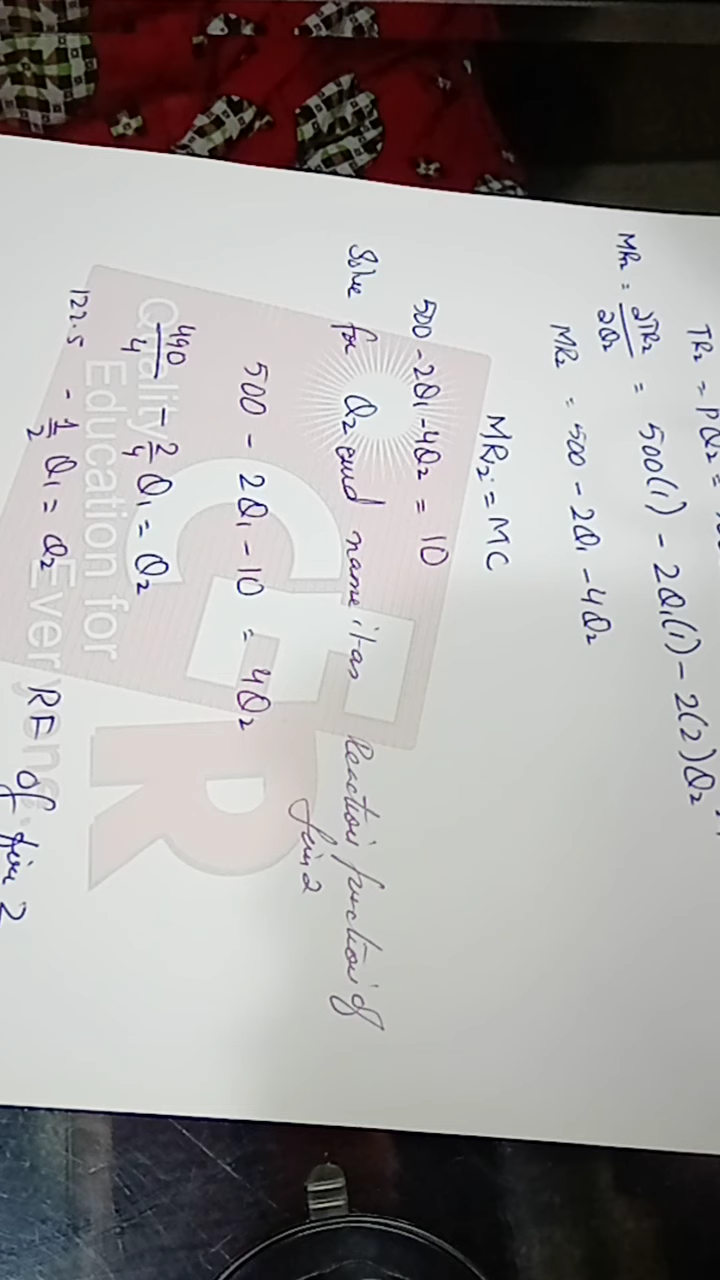 TR₂ = PQ₂ =
MR₂ = ∂TR₂/∂Q₂ = 500(1) - 2Q₁(1) - 2(2)Q₂
MR₂ = 500 - 2Q₁ - 4Q₂
MR₂ = MC
500 - 2Q₁ - 4Q₂ = 10
Solve for Q₂ and name it as Reaction function of
firm 2
500 - 2Q₁ - 10 = 4Q₂
490/4 - 2/4 Q₁ = Q₂
122.5 - 1/2 Q₁ = Q₂ RF of firm 2
GFR
Quality
Education for
Everyone.